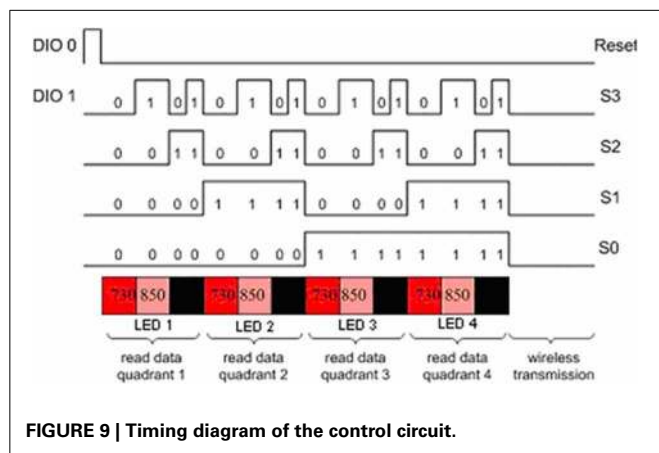 DIO 0 Reset
DIO 1 0 1 0 1 0 1 0 1 0 1 0 1 0 1 0 1 S3
0 0 1 1 0 0 1 1 0 0 1 1 0 0 1 1 S2
0 0 0 0 1 1 1 1 0 0 0 0 1 1 1 1 S1
0 0 0 0 0 0 0 0 1 1 1 1 1 1 1 1 S0
730 850 730 850 730 850 730 850
LED 1 LED 2 LED 3 LED 4
read data read data read data read data wireless
quadrant 1 quadrant 2 quadrant 3 quadrant 4 transmission
FIGURE 9 | Timing diagram of the control circuit.